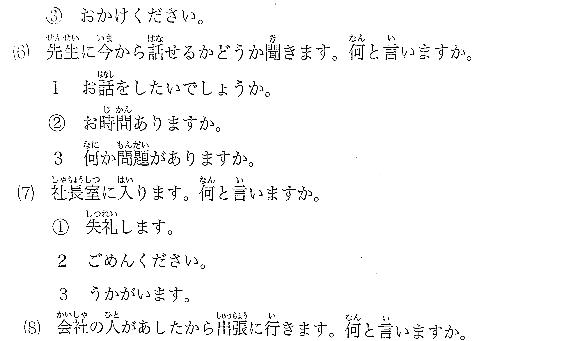 ③ おかけください。
(6) 先生に今から話せるかどうか聞きます。何と言いますか。
1 お話をしたいでしょうか。
② お時間ありますか。
3 何か問題がありますか。
(7) 社長室に入ります。何と言いますか。
①失礼します。
2 ごめんください。
3 うかがいます。
(8) 会社の人があしたから出張に行きます。何と言いますか。